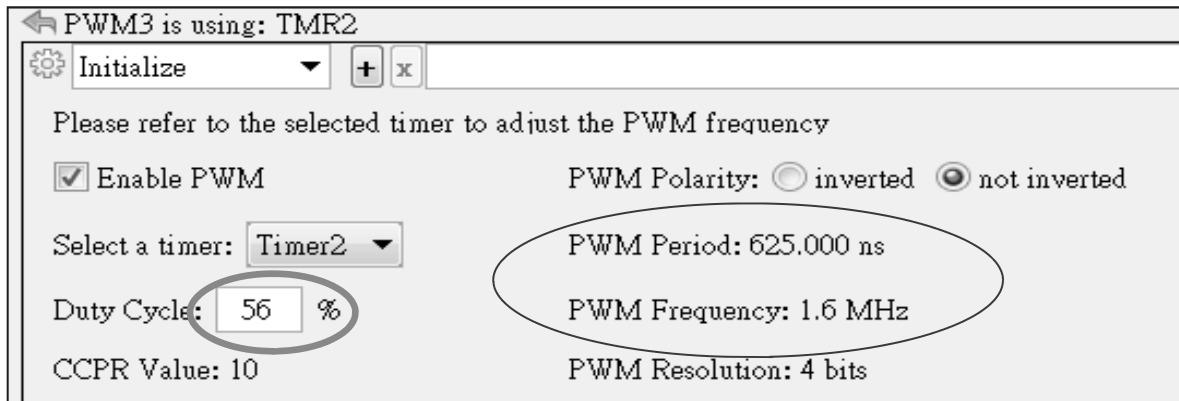 PWM3 is using: TMR2
Initialize + x
Please refer to the selected timer to adjust the PWM frequency
Enable PWM PWM Polarity: inverted not inverted
Select a timer: Timer2 PWM Period: 625.000 ns
Duty Cycle: 56 % PWM Frequency: 1.6 MHz
CCPR Value: 10 PWM Resolution: 4 bits